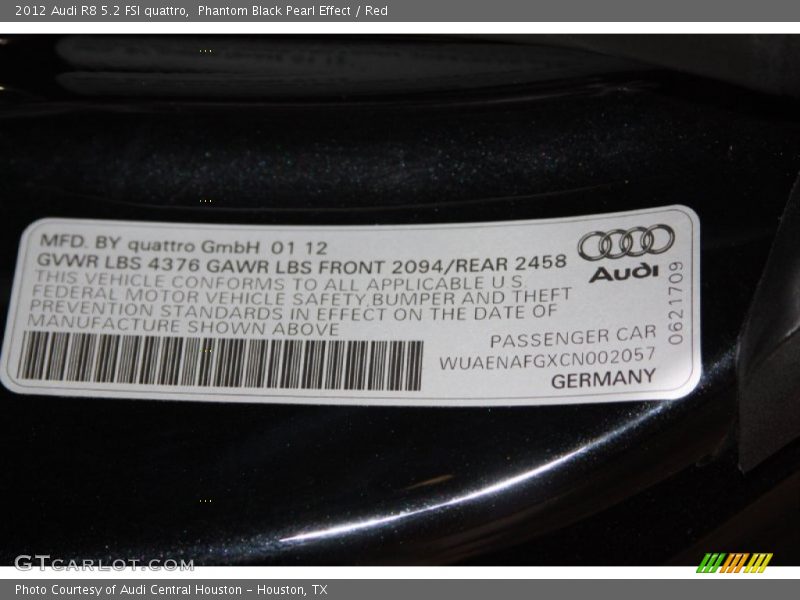 2012 Audi R8 5.2 FSI quattro,  Phantom Black Pearl Effect / Red
MFD. BY quattro GmbH 01 12
GVWR LBS 4376 GAWR LBS FRONT 2094/REAR 2458
THIS VEHICLE CONFORMS TO ALL APPLICABLE U S
FEDERAL MOTOR VEHICLE SAFETY,BUMPER AND THEFT
PREVENTION STANDARDS IN EFFECT ON THE DATE OF
MANUFACTURE SHOWN ABOVE
Audi
0621709
PASSENGER CAR
WUAENAFGXCN002057
GERMANY
GTCARLOT.COM
Photo Courtesy of Audi Central Houston - Houston, TX